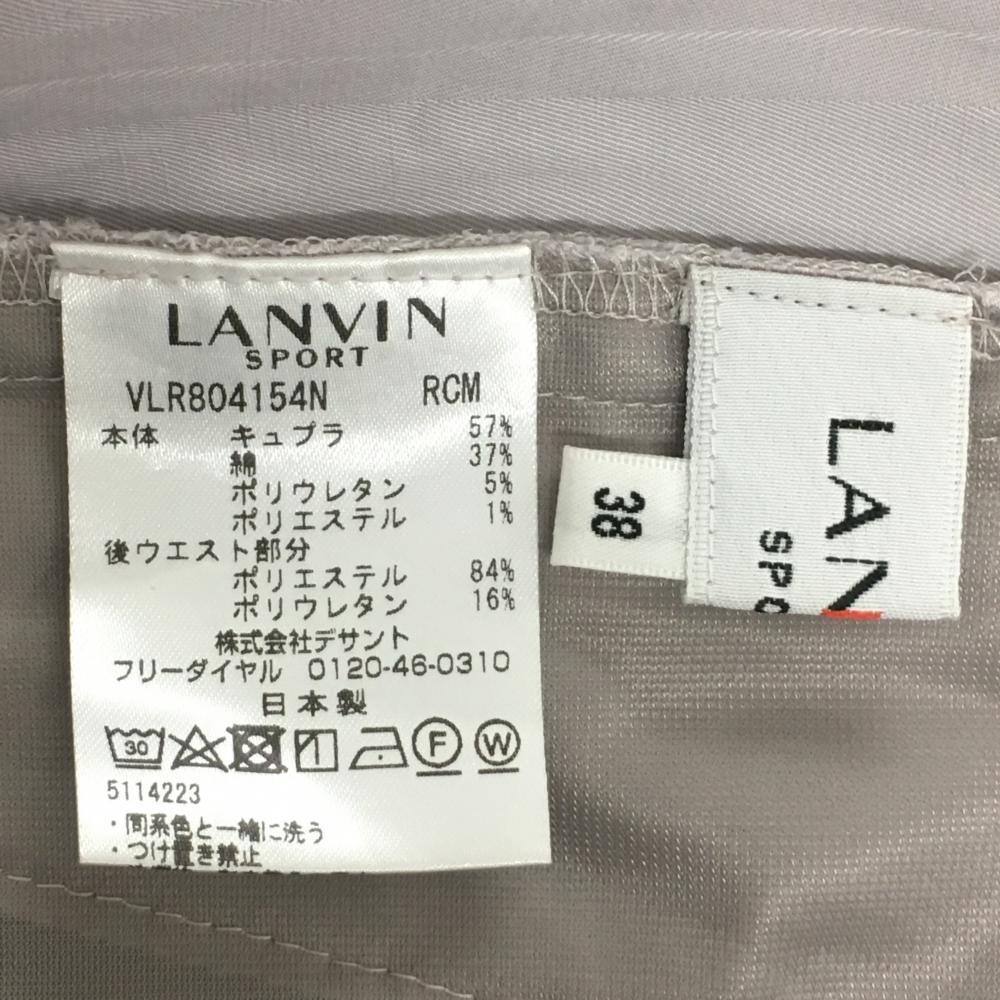 LANVIN
SPORT
VLR804154N RCM
本体 キュプラ 57%
綿 37%
ポリウレタン 5%
ポリエステル 1%
後ウエスト部分
ポリエステル 84%
ポリウレタン 16%
株式会社デサント
フリーダイヤル 0120-46-0310
日本製
30 F W
5114223
・同系色と一緒に洗う
・つけ置き禁止
38
LAN
SPO